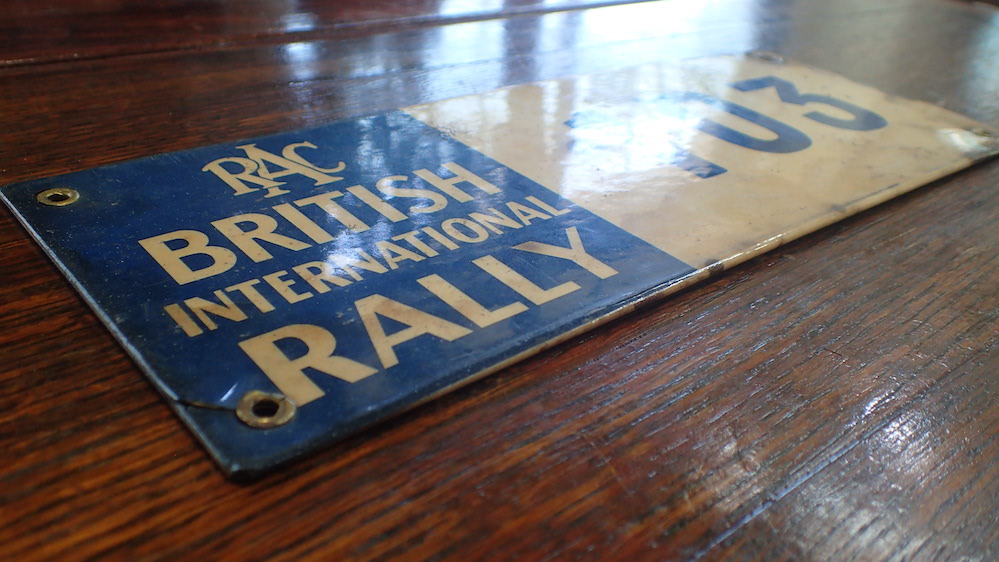 RAC
BRITISH
INTERNATIONAL
RALLY